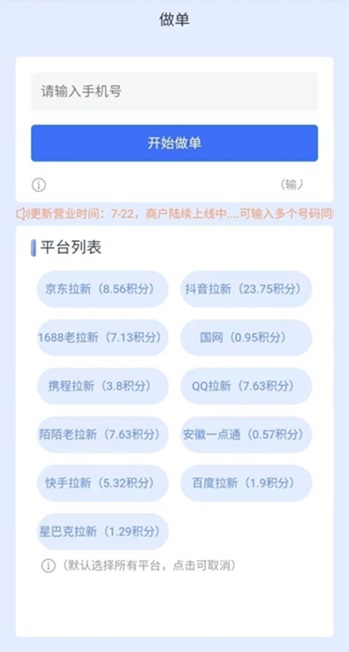 做单
请输入手机号
开始做单
（输入
更新营业时间：7-22，商户陆续上线中....可输入多个号码同
平台列表
京东拉新（8.56积分） 抖音拉新（23.75积分）
1688老拉新（7.13积分） 国网（0.95积分）
携程拉新（3.8积分） QQ拉新（7.63积分）
陌陌老拉新（7.63积分） 安徽一点通（0.57积分）
快手拉新（5.32积分） 百度拉新（1.9积分）
星巴克拉新（1.29积分）
（默认选择所有平台，点击可取消）